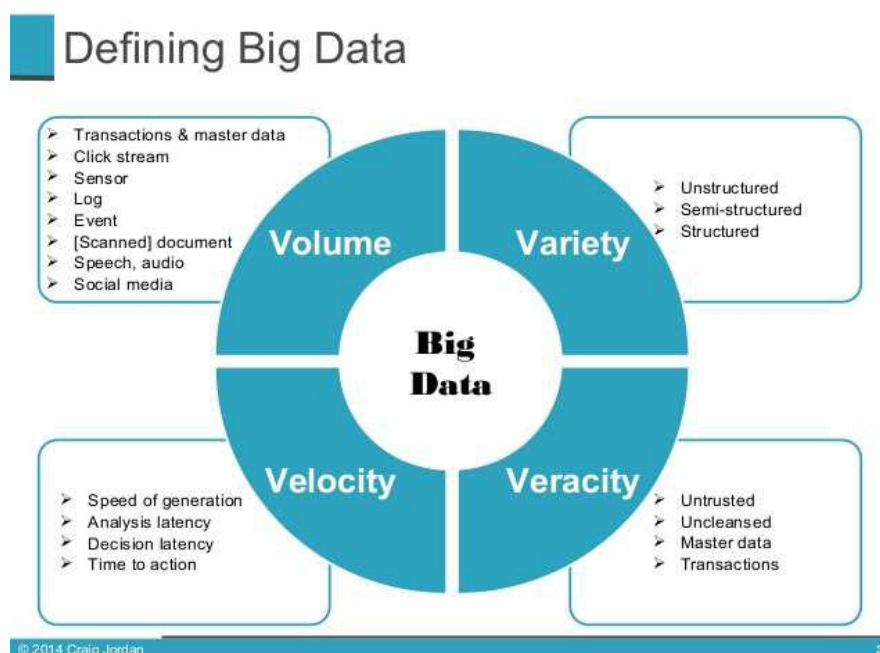 Defining Big Data
Transactions & master data
Click stream
Sensor
Log
Event
[Scanned] document
Speech, audio
Social media
Volume
Variety
Unstructured
Semi-structured
Structured
Big
Data
Velocity
Speed of generation
Analysis latency
Decision latency
Time to action
Veracity
Untrusted
Uncleansed
Master data
Transactions
© 2014 Craig Jordan